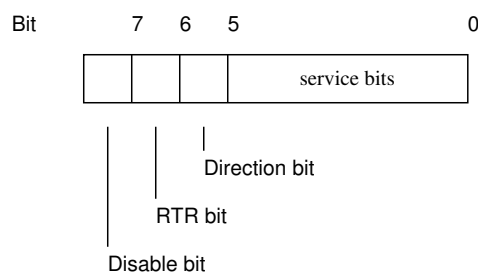 Bit 7 6 5 0
service bits
Direction bit
RTR bit
Disable bit